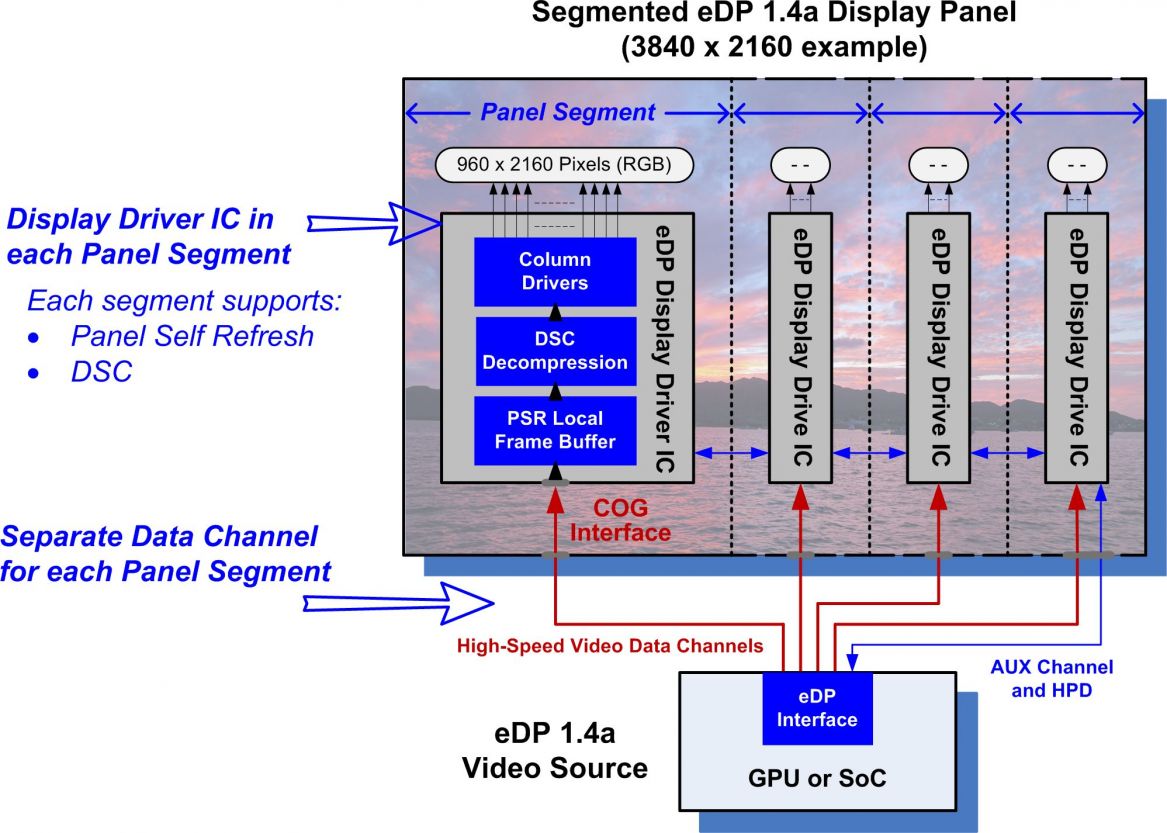 Segmented eDP 1.4a Display Panel
(3840 x 2160 example)
Panel Segment
960 x 2160 Pixels (RGB)
- -
- -
- -
Display Driver IC in
each Panel Segment
Each segment supports:
• Panel Self Refresh
• DSC
Column
Drivers
DSC
Decompression
PSR Local
Frame Buffer
eDP Display Driver IC
eDP Display Drive IC
eDP Display Drive IC
eDP Display Drive IC
COG
Interface
Separate Data Channel
for each Panel Segment
High-Speed Video Data Channels
AUX Channel
and HPD
eDP
Interface
eDP 1.4a
Video Source
GPU or SoC